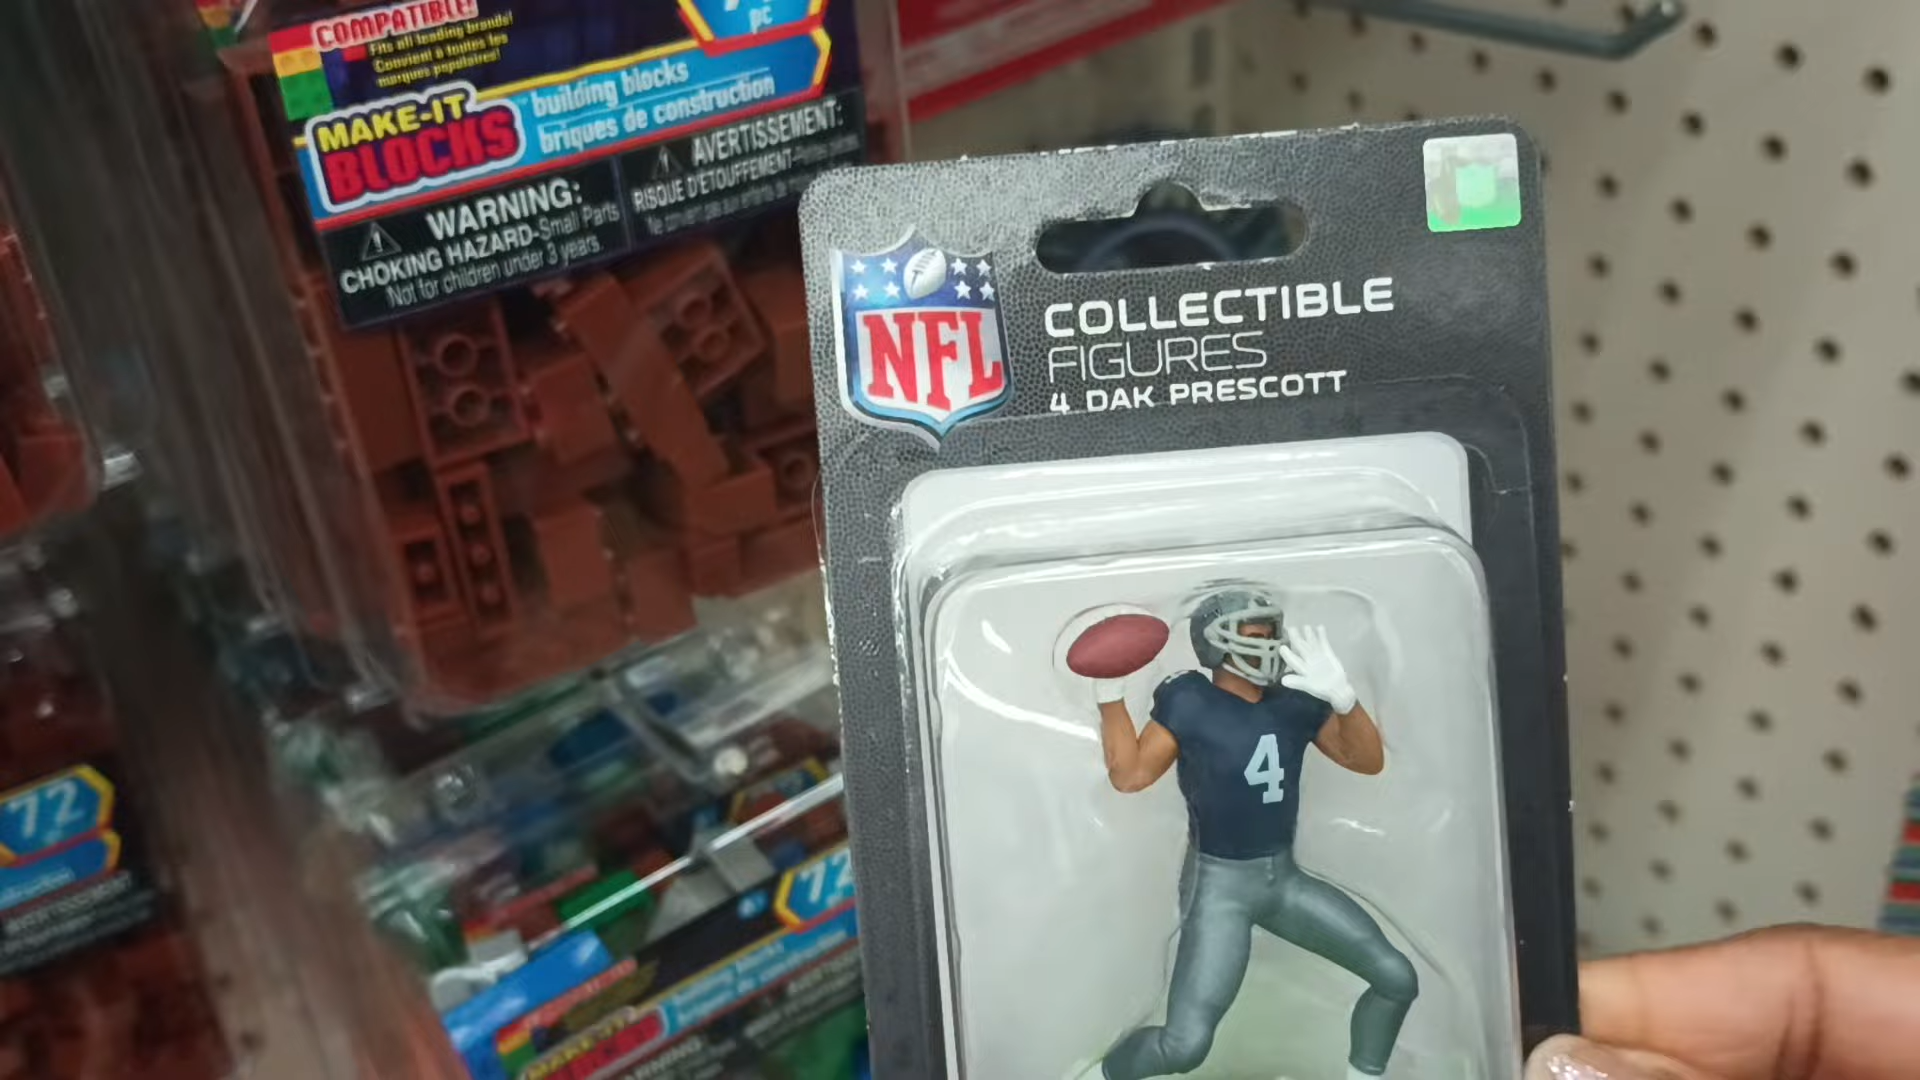 COMPATIBLE!
Fits all leading brands!
Convient à toutes les
marques populaires!
pc
MAKE-IT
BLOCKS
building blocks
briques de construction
WARNING:
CHOKING HAZARD-Small Parts
Not for children under 3 years.
AVERTISSEMENT:
RISQUE D'ÉTOUFFEMENT-
NFL
COLLECTIBLE
FIGURES
4 DAK PRESCOTT
4
72
72